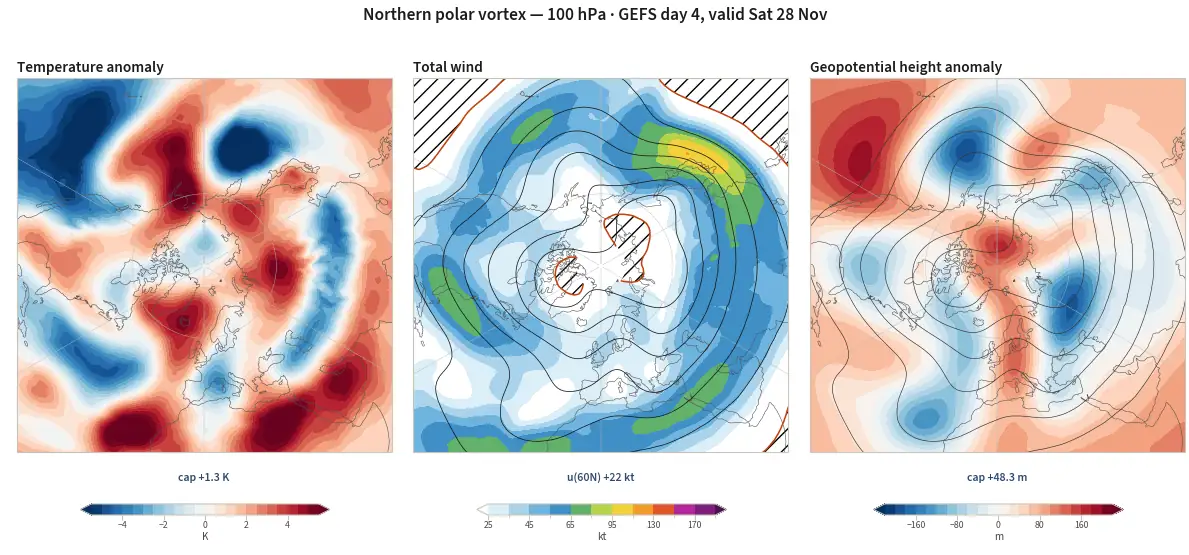 Northern polar vortex — 100 hPa · GEFS day 4, valid Sat 28 Nov
Temperature anomaly
Total wind
Geopotential height anomaly
cap +1.3 K
u(60N) +22 kt
cap +48.3 m
−4 −2 0 2 4
K
25 45 65 95 130 170
kt
−160 −80 0 80 160
m